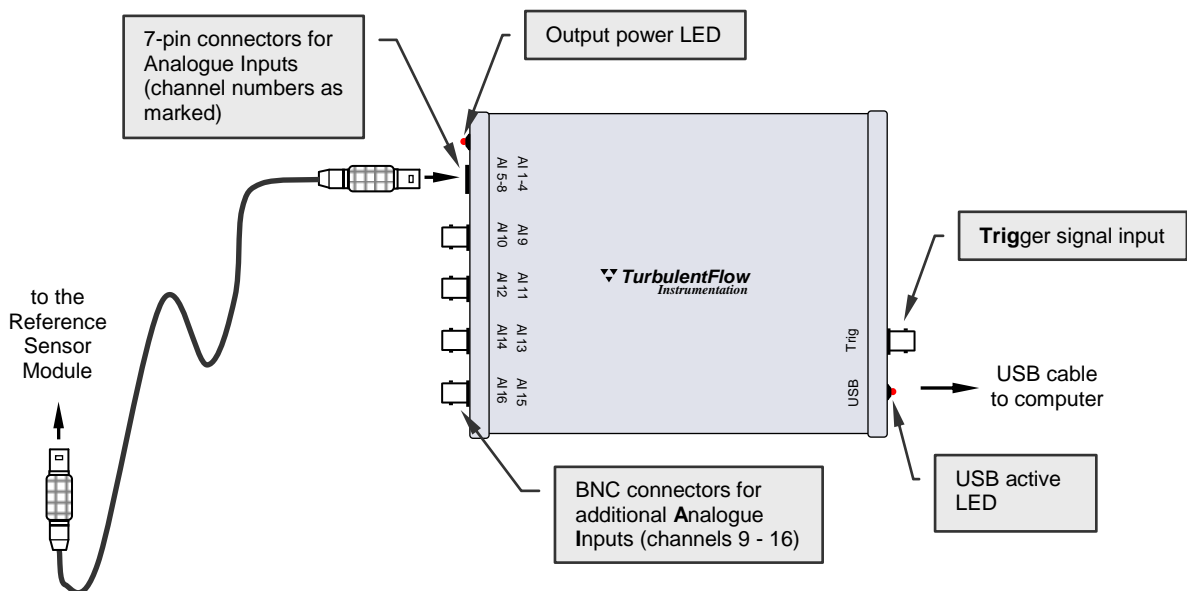 7-pin connectors for
Analogue Inputs
(channel numbers as
marked)
Output power LED
AI 1-4
AI 5-8
AI 9
AI 10
AI 11
AI 12
AI 13
AI 14
AI 15
AI 16
TurbulentFlow
Instrumentation
Trig
USB
Trigger signal input
to the
Reference
Sensor
Module
USB cable
to computer
BNC connectors for
additional Analogue
Inputs (channels 9 - 16)
USB active
LED